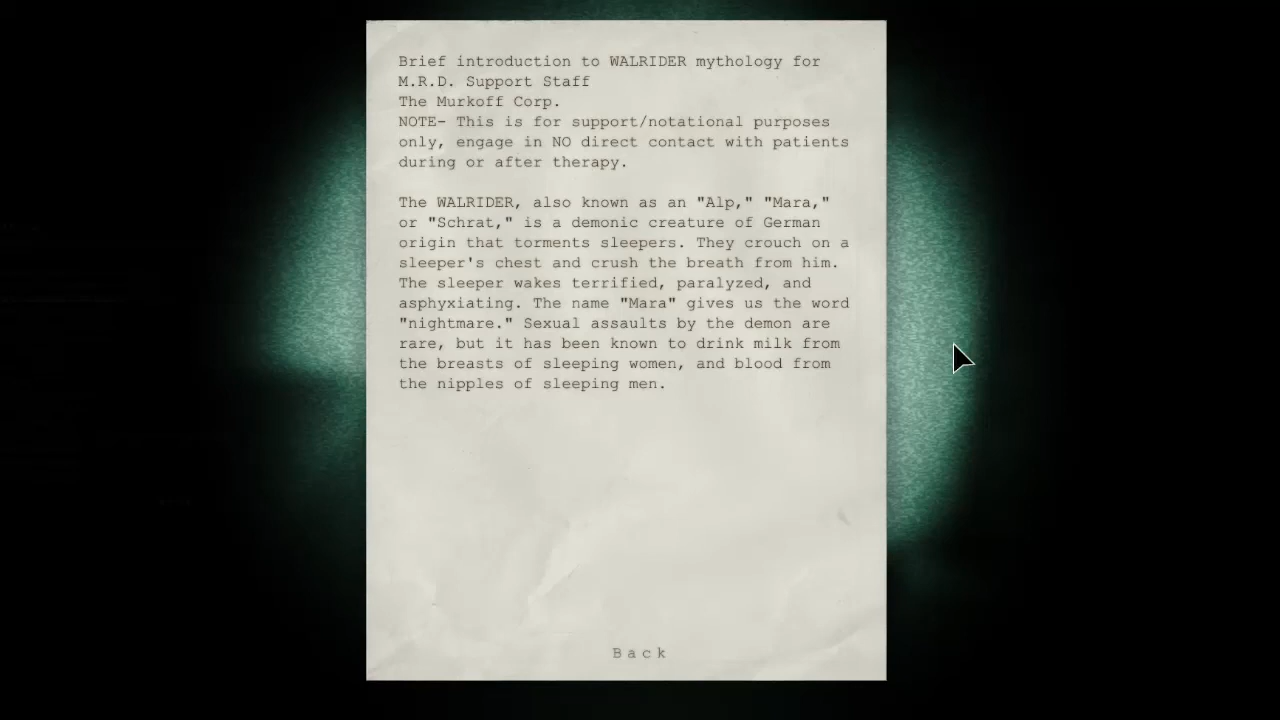 Brief introduction to WALRIDER mythology for
M.R.D. Support Staff
The Murkoff Corp.
NOTE- This is for support/notational purposes
only, engage in NO direct contact with patients
during or after therapy.
The WALRIDER, also known as an "Alp," "Mara,"
or "Schrat," is a demonic creature of German
origin that torments sleepers. They crouch on a
sleeper's chest and crush the breath from him.
The sleeper wakes terrified, paralyzed, and
asphyxiating. The name "Mara" gives us the word
"nightmare." Sexual assaults by the demon are
rare, but it has been known to drink milk from
the breasts of sleeping women, and blood from
the nipples of sleeping men.
Back